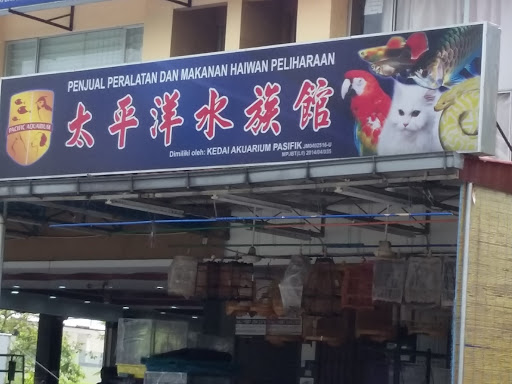 PENJUAL PERALATAN DAN MAKANAN HAIWAN PELIHARAAN
PACIFIC AQUARIUM
太平洋水族館
Dimiliki oleh: KEDAI AKUARIUM PASIFIK